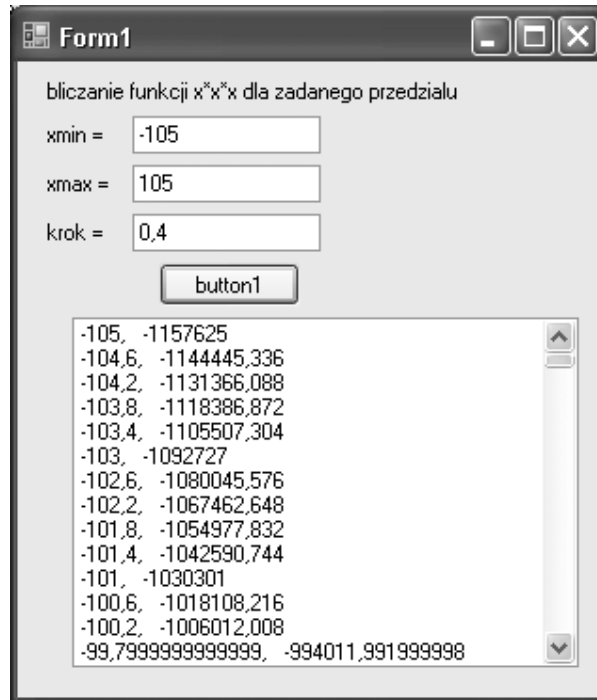 Form1
bliczanie funkcji x*x*x dla zadanego przedzialu
xmin = -105
xmax = 105
krok = 0,4
button1
-105,   -1157625
-104,6,   -1144445,336
-104,2,   -1131366,088
-103,8,   -1118386,872
-103,4,   -1105507,304
-103,   -1092727
-102,6,   -1080045,576
-102,2,   -1067462,648
-101,8,   -1054977,832
-101,4,   -1042590,744
-101,   -1030301
-100,6,   -1018108,216
-100,2,   -1006012,008
-99,7999999999999,   -994011,991999998